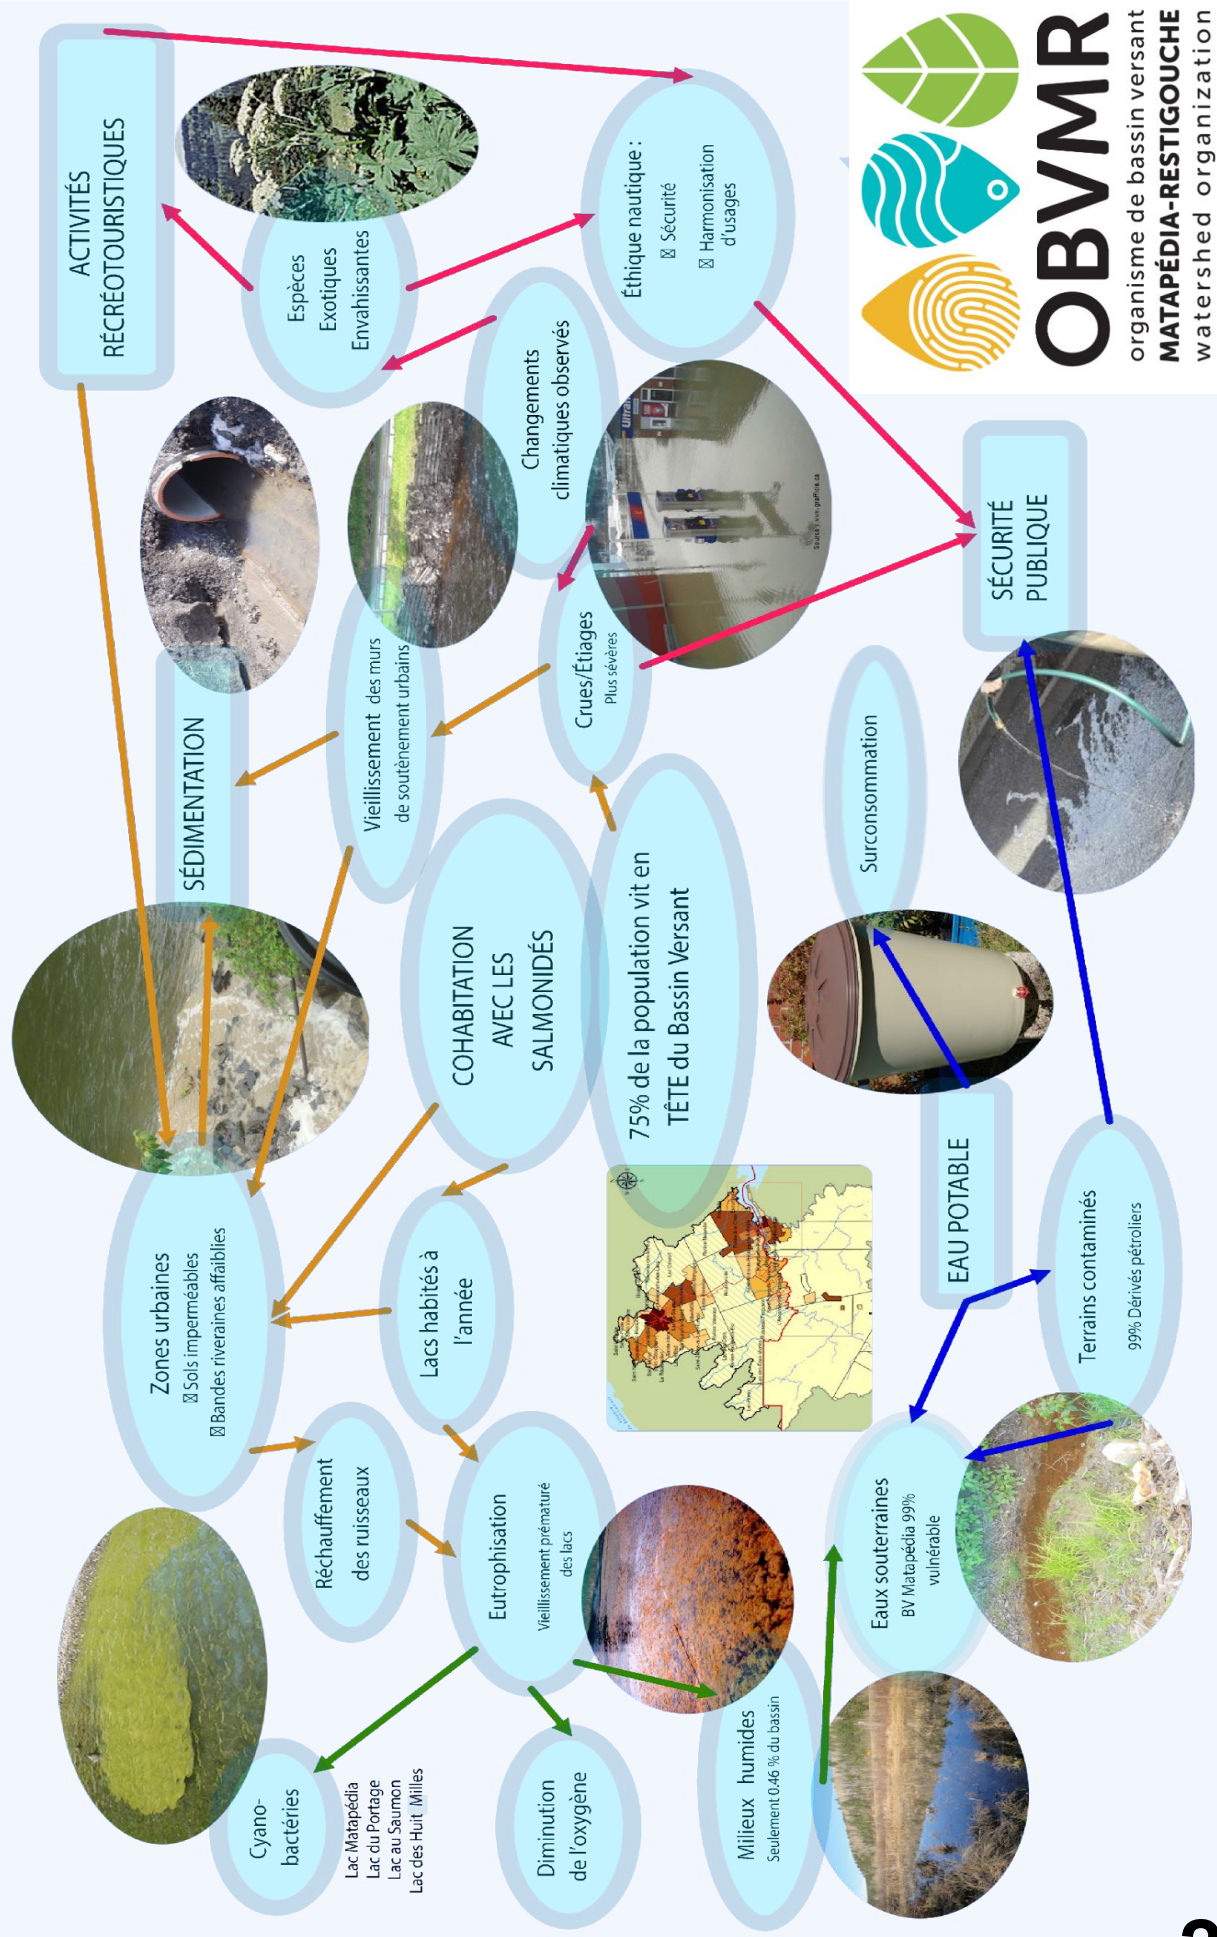 Cyano-
bactéries
Lac Matapédia
Lac du Portage
Lac au Saumon
Lac des Huit Milles
Zones urbaines
Sols imperméables
Bandes riveraines affaiblies
SÉDIMENTATION
ACTIVITÉS
RÉCRÉOTOURISTIQUES
Réchauffement
des ruisseaux
Lacs habités à
l'année
Vieillissement des murs
de soutènement urbains
Espèces
Exotiques
Envahissantes
Diminution
de l'oxygène
Eutrophisation
Vieillissement prématuré
des lacs
COHABITATION
AVEC LES
SALMONIDÉS
Changements
climatiques observés
75% de la population vit en
TÊTE du Bassin Versant
Crues/Étiages
Plus sévères
Éthique nautique :
Sécurité
Harmonisation
d'usages
Source : www.graffici.ca
Milieux humides
Seulement 0.46 % du bassin
Eaux souterraines
BV Matapédia 99%
vulnérable
EAU POTABLE
Surconsommation
Terrains contaminés
99% Dérivés pétroliers
SÉCURITÉ
PUBLIQUE
OBVMR
organisme de bassin versant
MATAPÉDIA-RESTIGOUCHE
watershed organization